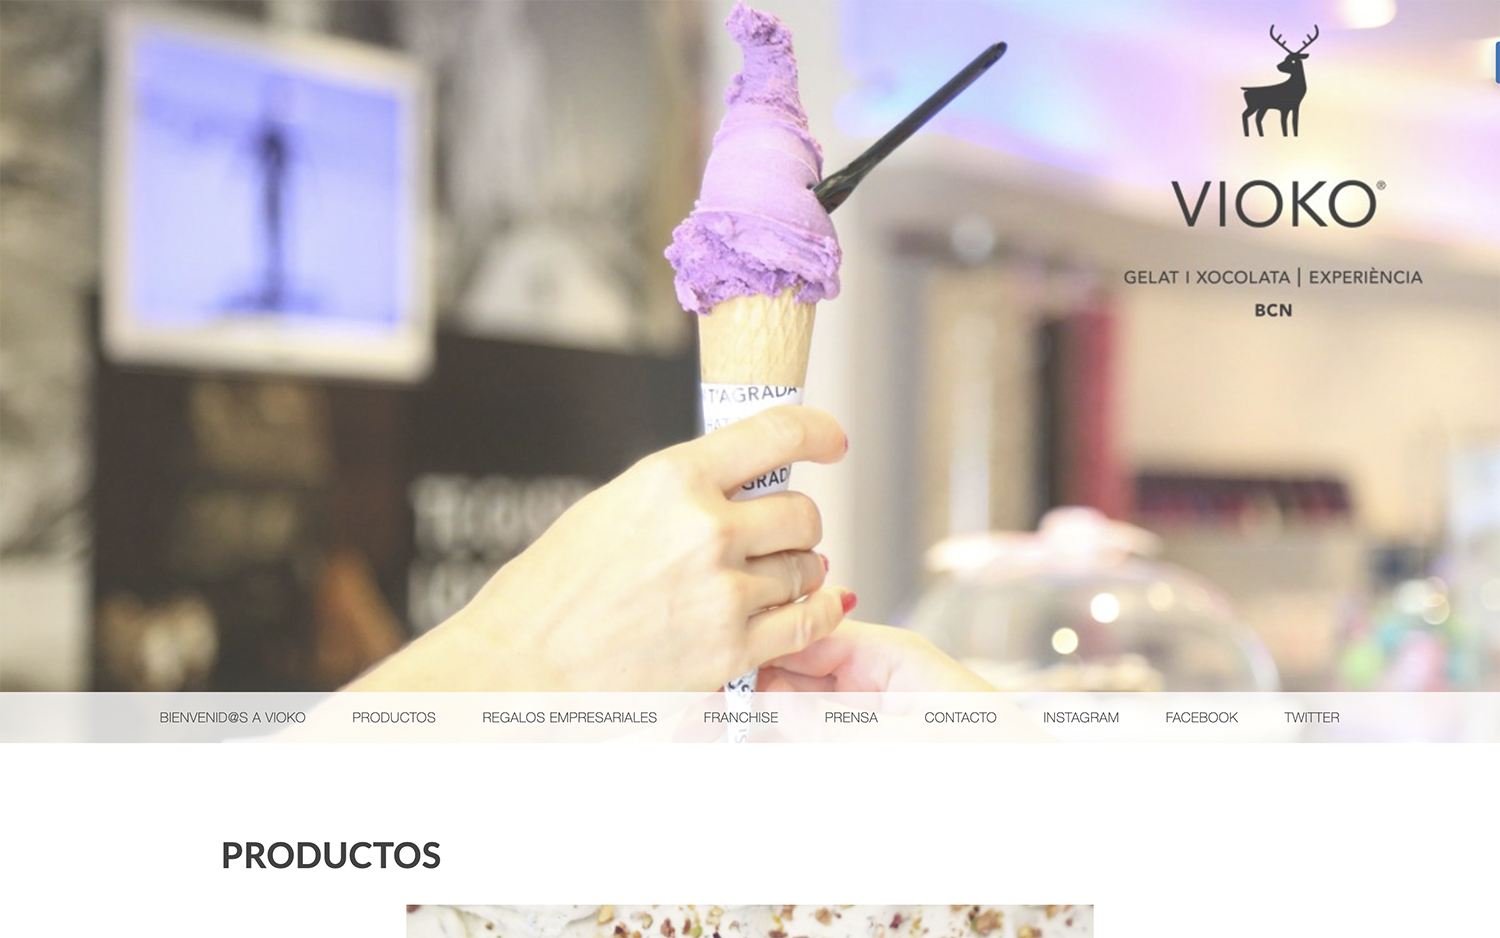 VIOKO®
GELAT I XOCOLATA | EXPERIÈNCIA
BCN
T'AGRADA
GRAD
BIENVENID@S A VIOKO
PRODUCTOS
REGALOS EMPRESARIALES
FRANCHISE
PRENSA
CONTACTO
INSTAGRAM
FACEBOOK
TWITTER
PRODUCTOS